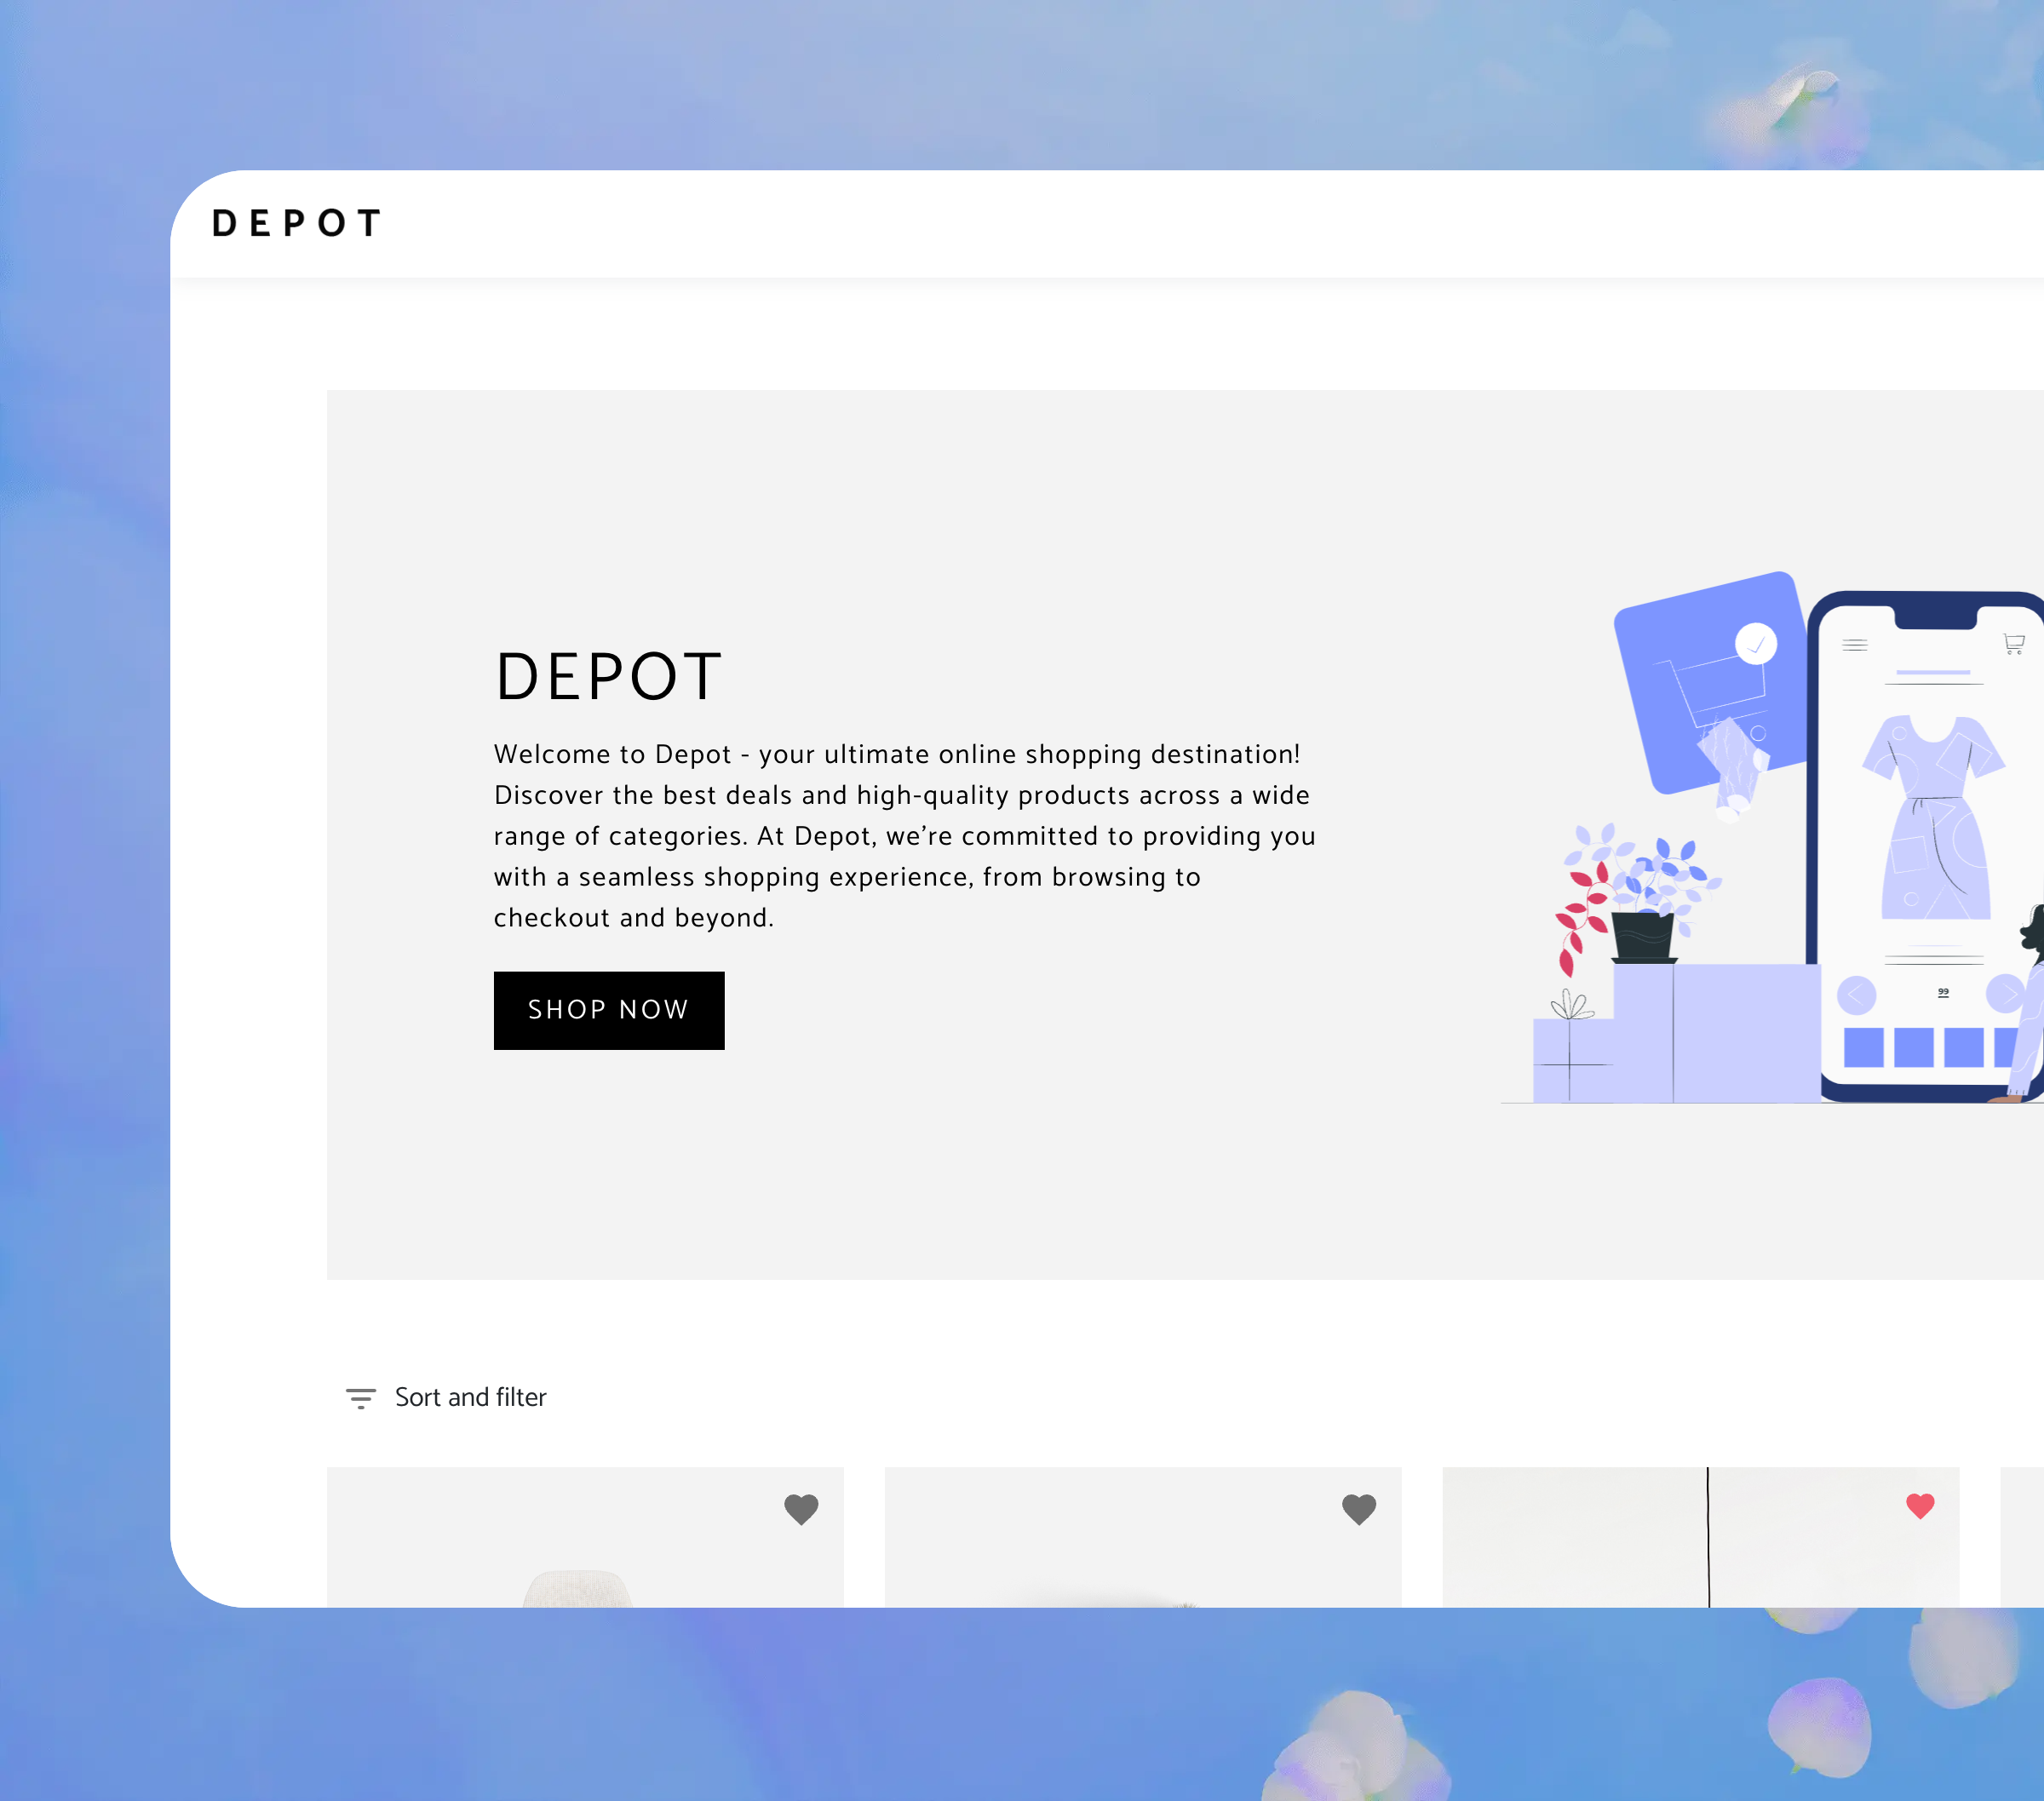 DEPOT
DEPOT
Welcome to Depot - your ultimate online shopping destination!
Discover the best deals and high-quality products across a wide
range of categories. At Depot, we’re committed to providing you
with a seamless shopping experience, from browsing to
checkout and beyond.
99
SHOP NOW
Sort and filter